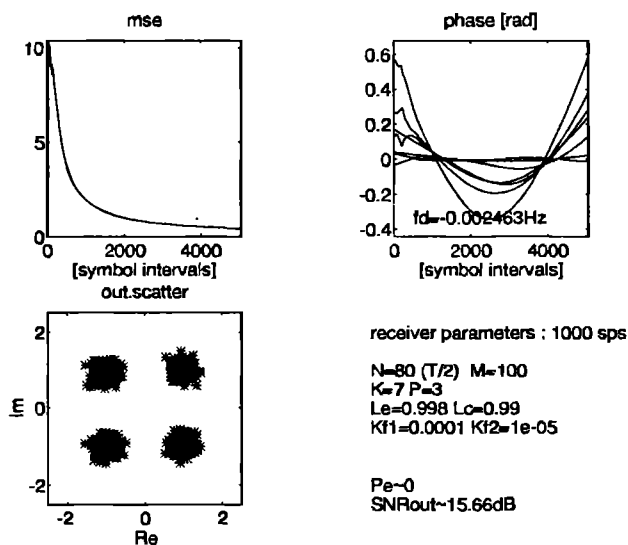 mse
10
5
0
0 2000 4000
[symbol intervals]
phase [rad]
0.6
0.4
0.2
0
-0.2
-0.4
fd=-0.002463Hz
0 2000 4000
[symbol intervals]
out.scatter
2
0
-2
Im
-2 0 2
Re
receiver parameters : 1000 sps
N=80 (T/2) M=100
K=7 P=3
Le=0.998 Lc=0.99
Kf1=0.0001 Kf2=1e-05
Pe~0
SNRout~15.66dB